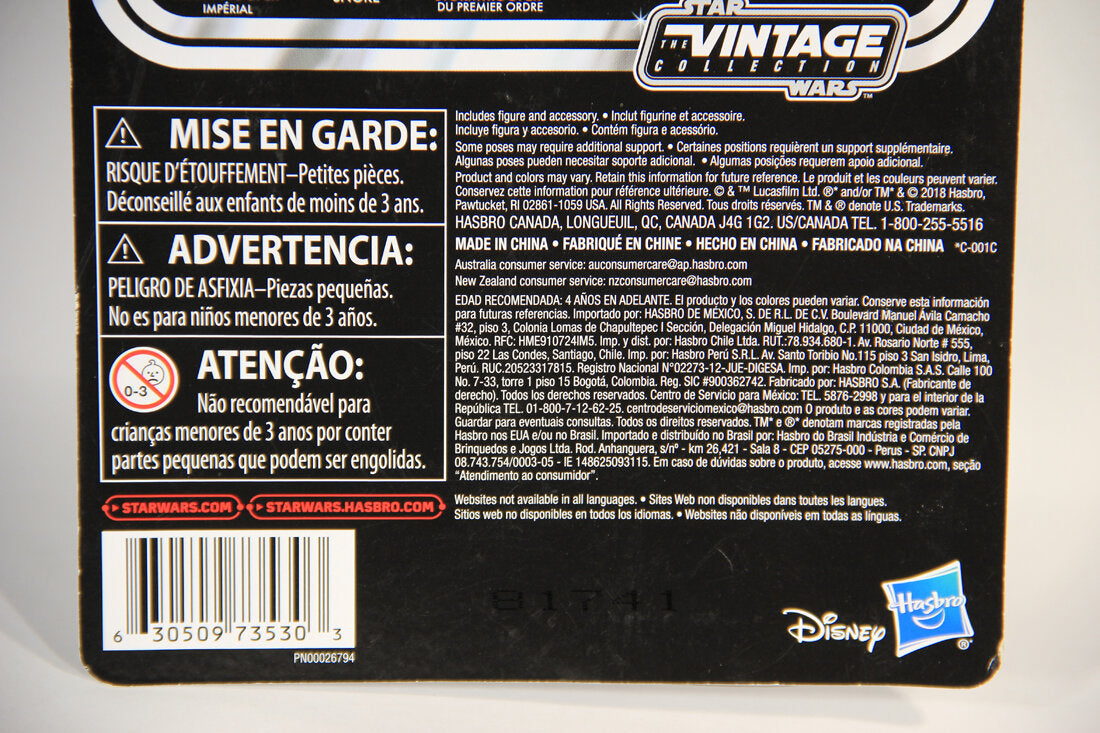 IMPÉRIAL
DU PREMIER ORDRE
STAR
THE VINTAGE
COLLECTION
WARS™
⚠ MISE EN GARDE:
RISQUE D'ÉTOUFFEMENT–Petites pièces.
Déconseillé aux enfants de moins de 3 ans.
⚠ ADVERTENCIA:
PELIGRO DE ASFIXIA–Piezas pequeñas.
No es para niños menores de 3 años.
0-3
ATENÇÃO:
Não recomendável para
crianças menores de 3 anos por conter
partes pequenas que podem ser engolidas.
STARWARS.COM
STARWARS.HASBRO.COM
6 30509 73530 3
PN00026794
Includes figure and accessory. • Inclut figurine et accessoire.
Incluye figura y accesorio. • Contém figura e acessório.
Some poses may require additional support. • Certaines positions requièrent un support supplémentaire.
Algunas poses pueden necesitar soporte adicional. • Algumas posições requerem apoio adicional.
Product and colors may vary. Retain this information for future reference. Le produit et les couleurs peuvent varier.
Conservez cette information pour référence ultérieure. © & ™ Lucasfilm Ltd. ®* and/or TM* & © 2018 Hasbro,
Pawtucket, RI 02861-1059 USA. All Rights Reserved. Tous droits réservés. TM & ® denote U.S. Trademarks.
HASBRO CANADA, LONGUEUIL, QC, CANADA J4G 1G2. US/CANADA TEL. 1-800-255-5516
MADE IN CHINA • FABRIQUÉ EN CHINE • HECHO EN CHINA • FABRICADO NA CHINA *C-001C
Australia consumer service: auconsumercare@ap.hasbro.com
New Zealand consumer service: nzconsumercare@hasbro.com
EDAD RECOMENDADA: 4 AÑOS EN ADELANTE. El producto y los colores pueden variar. Conserve esta información
para futuras referencias. Importado por: HASBRO DE MÉXICO, S. DE R.L. DE C.V. Boulevard Manuel Ávila Camacho
#32, piso 3, Colonia Lomas de Chapultepec I Sección, Delegación Miguel Hidalgo, C.P. 11000, Ciudad de México,
México. RFC: HME910724IM5. Imp. y dist. por: Hasbro Chile Ltda. RUT.:78.934.680-1. Av. Rosario Norte # 555,
piso 22 Las Condes, Santiago, Chile. Imp. por: Hasbro Perú S.R.L. Av. Santo Toribio No.115 piso 3 San Isidro, Lima,
Perú. RUC.20523317815. Registro Nacional N°02273-12-JUE-DIGESA. Imp. por: Hasbro Colombia S.A.S. Calle 100
No. 7-33, torre 1 piso 15 Bogotá, Colombia. Reg. SIC #900362742. Fabricado por: HASBRO S.A. (Fabricante de
derecho). Todos los derechos reservados. Centro de Servicio para México: TEL. 5876-2998 y para el interior de la
República TEL. 01-800-7-12-62-25. centrodeserviciomexico@hasbro.com O produto e as cores podem variar.
Guardar para eventuais consultas. Todos os direitos reservados. TM* e ®* denotam marcas registradas pela
Hasbro nos EUA e/ou no Brasil. Importado e distribuído no Brasil por: Hasbro do Brasil Indústria e Comércio de
Brinquedos e Jogos Ltda. Rod. Anhanguera, s/nº - km 26,421 - Sala 8 - CEP 05275-000 - Perus - SP. CNPJ
08.743.754/0003-05 - IE 148625093115. Em caso de dúvidas sobre o produto, acesse www.hasbro.com, seção
"Atendimento ao consumidor".
Websites not available in all languages. • Sites Web non disponibles dans toutes les langues.
Sitios web no disponibles en todos los idiomas. • Websites não disponíveis em todas as línguas.
81741
Disney
Hasbro®